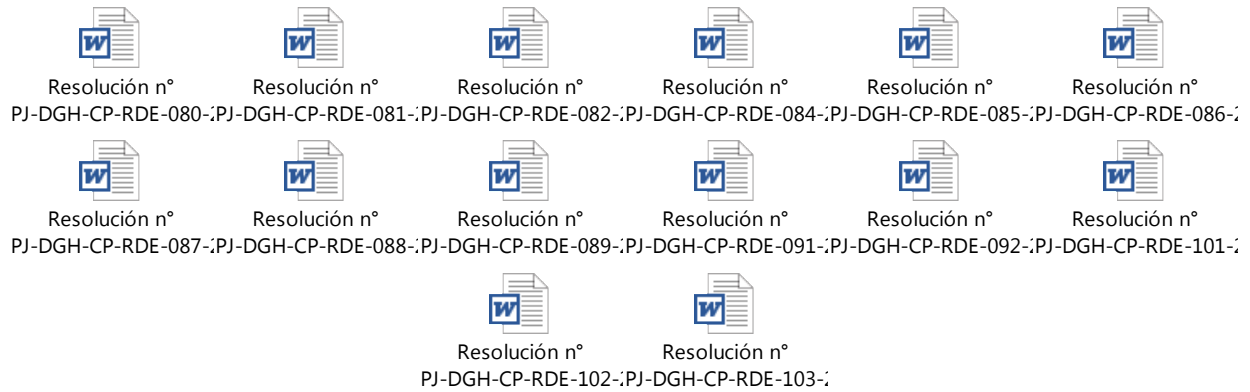 Resolución n° Resolución n° Resolución n° Resolución n° Resolución n° Resolución n°
PJ-DGH-CP-RDE-080-2 PJ-DGH-CP-RDE-081- PJ-DGH-CP-RDE-082- PJ-DGH-CP-RDE-084- PJ-DGH-CP-RDE-085- PJ-DGH-CP-RDE-086-2
Resolución n° Resolución n° Resolución n° Resolución n° Resolución n° Resolución n°
PJ-DGH-CP-RDE-087- PJ-DGH-CP-RDE-088- PJ-DGH-CP-RDE-089- PJ-DGH-CP-RDE-091- PJ-DGH-CP-RDE-092- PJ-DGH-CP-RDE-101-2
Resolución n° Resolución n°
PJ-DGH-CP-RDE-102- PJ-DGH-CP-RDE-103-